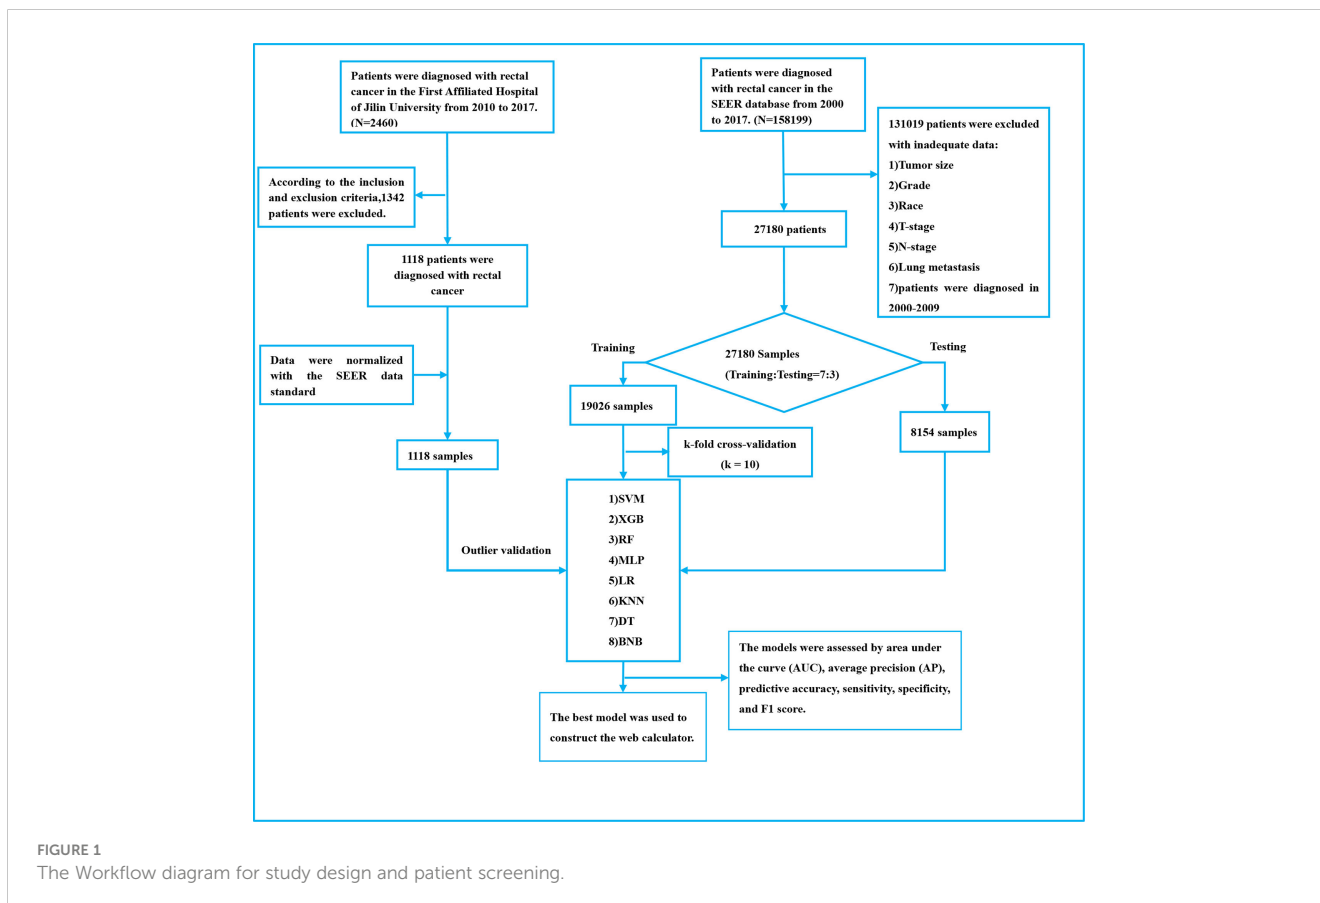 Patients were diagnosed with rectal
cancer in the First Affiliated Hospital
of Jilin University from 2010 to 2017.
(N=2460)
According to the inclusion
and exclusion criteria,1342
patients were excluded.
1118 patients were
diagnosed with rectal
cancer
Data were normalized
with the SEER data
standard
1118 samples
Outlier validation
Patients were diagnosed
with rectal cancer in the
SEER database from 2000
to 2017. (N=158199)
131019 patients were excluded
with inadequate data:
1)Tumor size
2)Grade
3)Race
4)T-stage
5)N-stage
6)Lung metastasis
7)patients were diagnosed in
2000-2009
27180 patients
27180 Samples
(Training:Testing=7:3)
Training
Testing
19026 samples
8154 samples
k-fold cross-validation
(k = 10)
1)SVM
2)XGB
3)RF
4)MLP
5)LR
6)KNN
7)DT
8)BNB
The models were assessed by area under
the curve (AUC), average precision (AP),
predictive accuracy, sensitivity, specificity,
and F1 score.
The best model was used to
construct the web calculator.
FIGURE 1
The Workflow diagram for study design and patient screening.